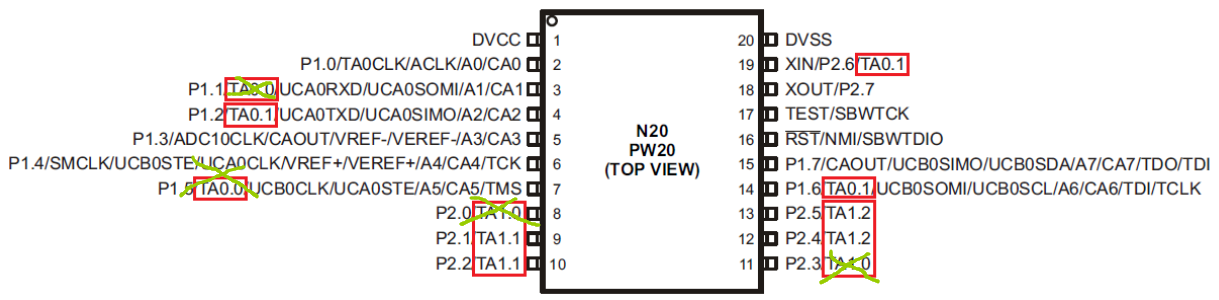 DVCC 1
P1.0/TA0CLK/ACLK/A0/CA0 2
P1.1/TA0.0/UCA0RXD/UCA0SOMI/A1/CA1 3
P1.2/TA0.1/UCA0TXD/UCA0SIMO/A2/CA2 4
P1.3/ADC10CLK/CAOUT/VREF-/VEREF-/A3/CA3 5
P1.4/SMCLK/UCB0STE/UCA0CLK/VREF+/VEREF+/A4/CA4/TCK 6
P1.5/TA0.0/UCB0CLK/UCA0STE/A5/CA5/TMS 7
P2.0/TA1.0 8
P2.1/TA1.1 9
P2.2/TA1.1 10
N20
PW20
(TOP VIEW)
20 DVSS
19 XIN/P2.6/TA0.1
18 XOUT/P2.7
17 TEST/SBWTCK
16 RST/NMI/SBWTDIO
15 P1.7/CAOUT/UCB0SIMO/UCB0SDA/A7/CA7/TDO/TDI
14 P1.6/TA0.1/UCB0SOMI/UCB0SCL/A6/CA6/TDI/TCLK
13 P2.5/TA1.2
12 P2.4/TA1.2
11 P2.3/TA1.0